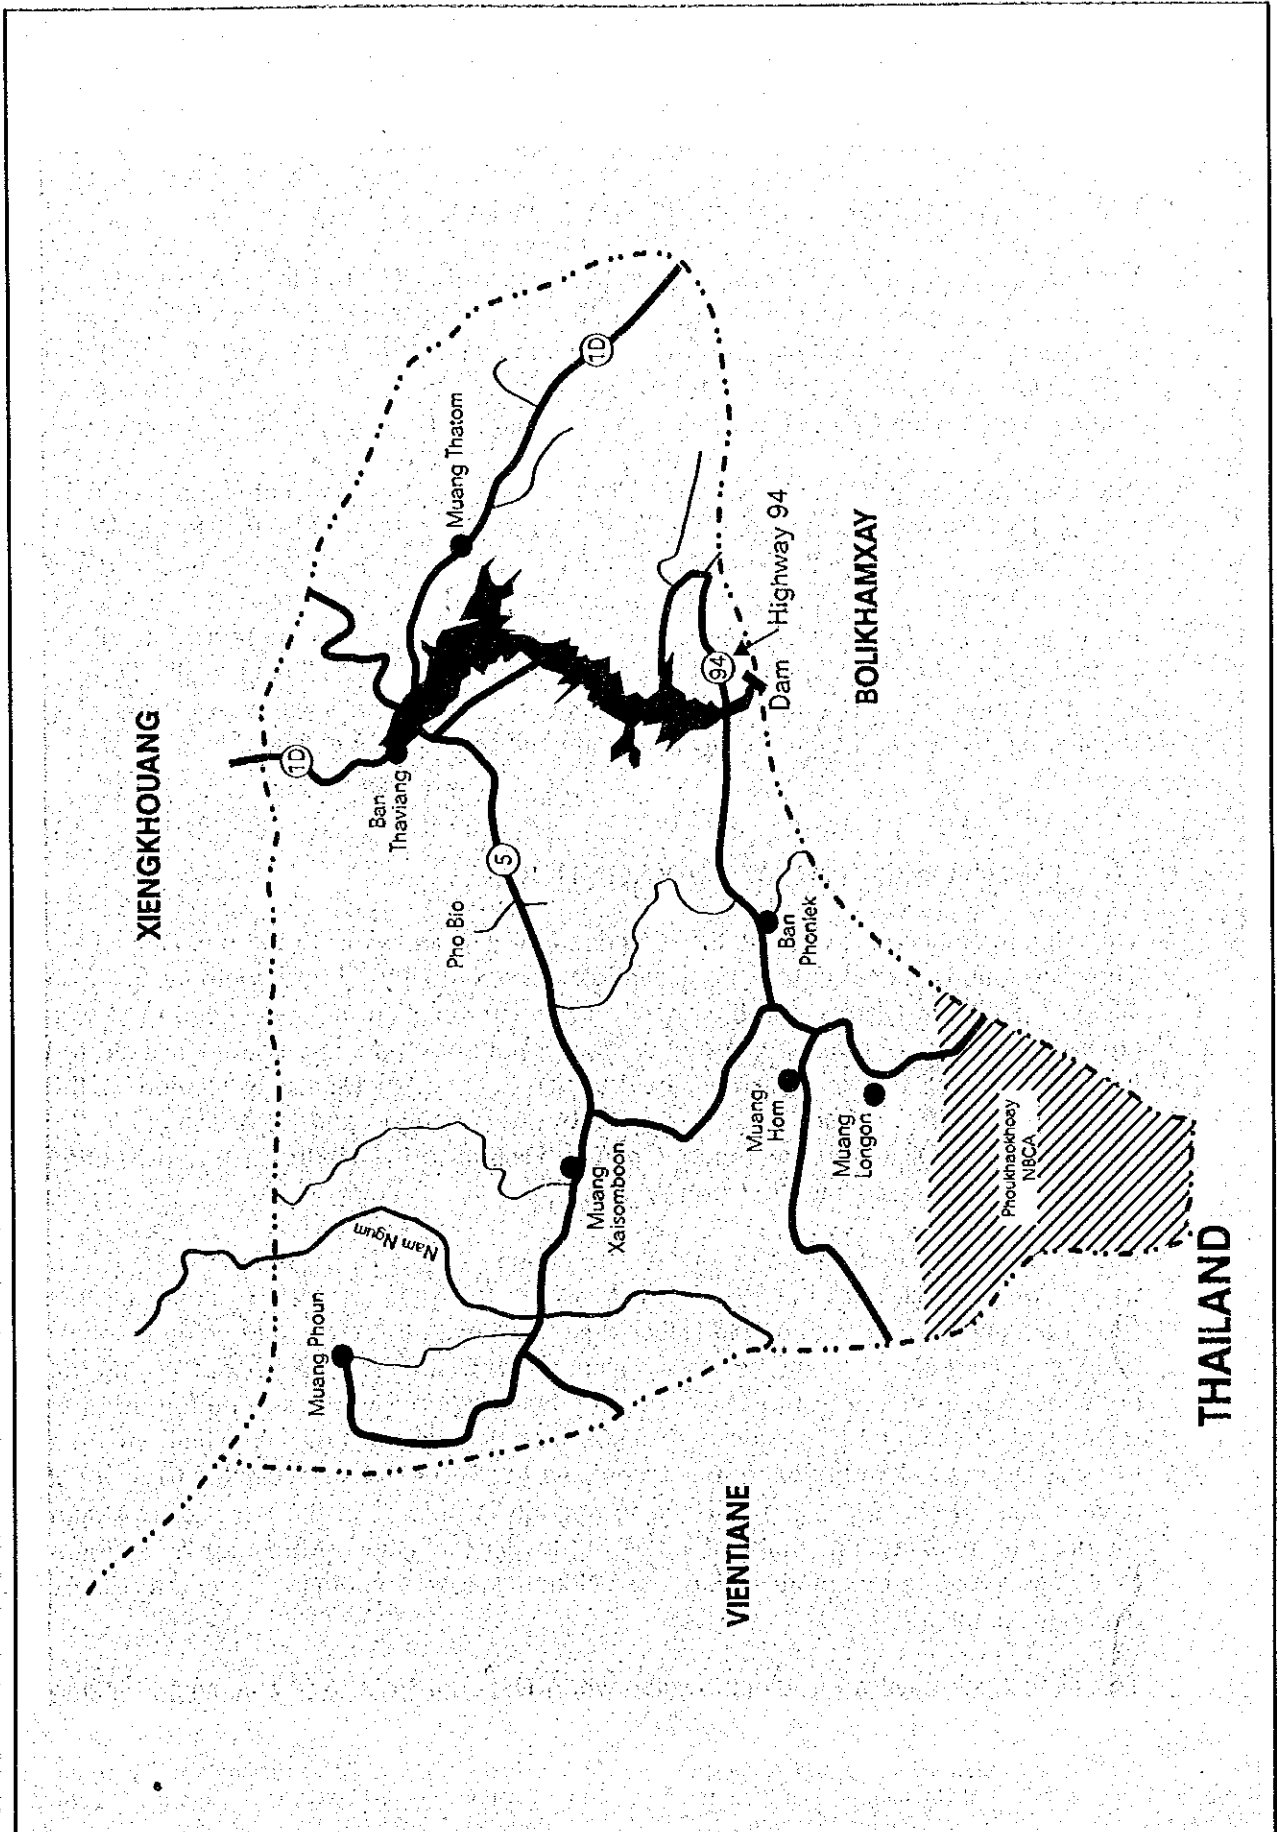 XIENGKHOUANG
1D
Ban
Thaviang
Muang Thatom
1D
Pho Bio
5
Nam Ngum
Muang Phoun
Muang
Xaisomboon
94
Highway 94
Dam
BOLIKHAMXAY
Ban
Phonlek
Muang
Hom
Muang
Longon
Phoukhaokhoay
NBCA
VIENTIANE
THAILAND